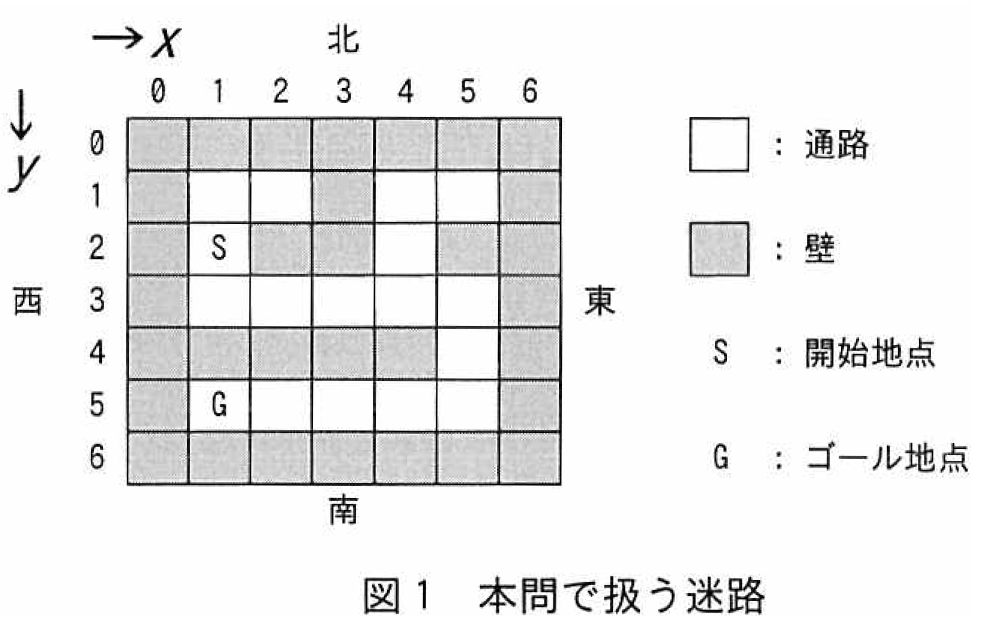 →x 北
0 1 2 3 4 5 6
↓
y
0
1
2 S
西 3 東
4
5 G
6
南
: 通路
: 壁
S : 開始地点
G : ゴール地点
図1 本問で扱う迷路